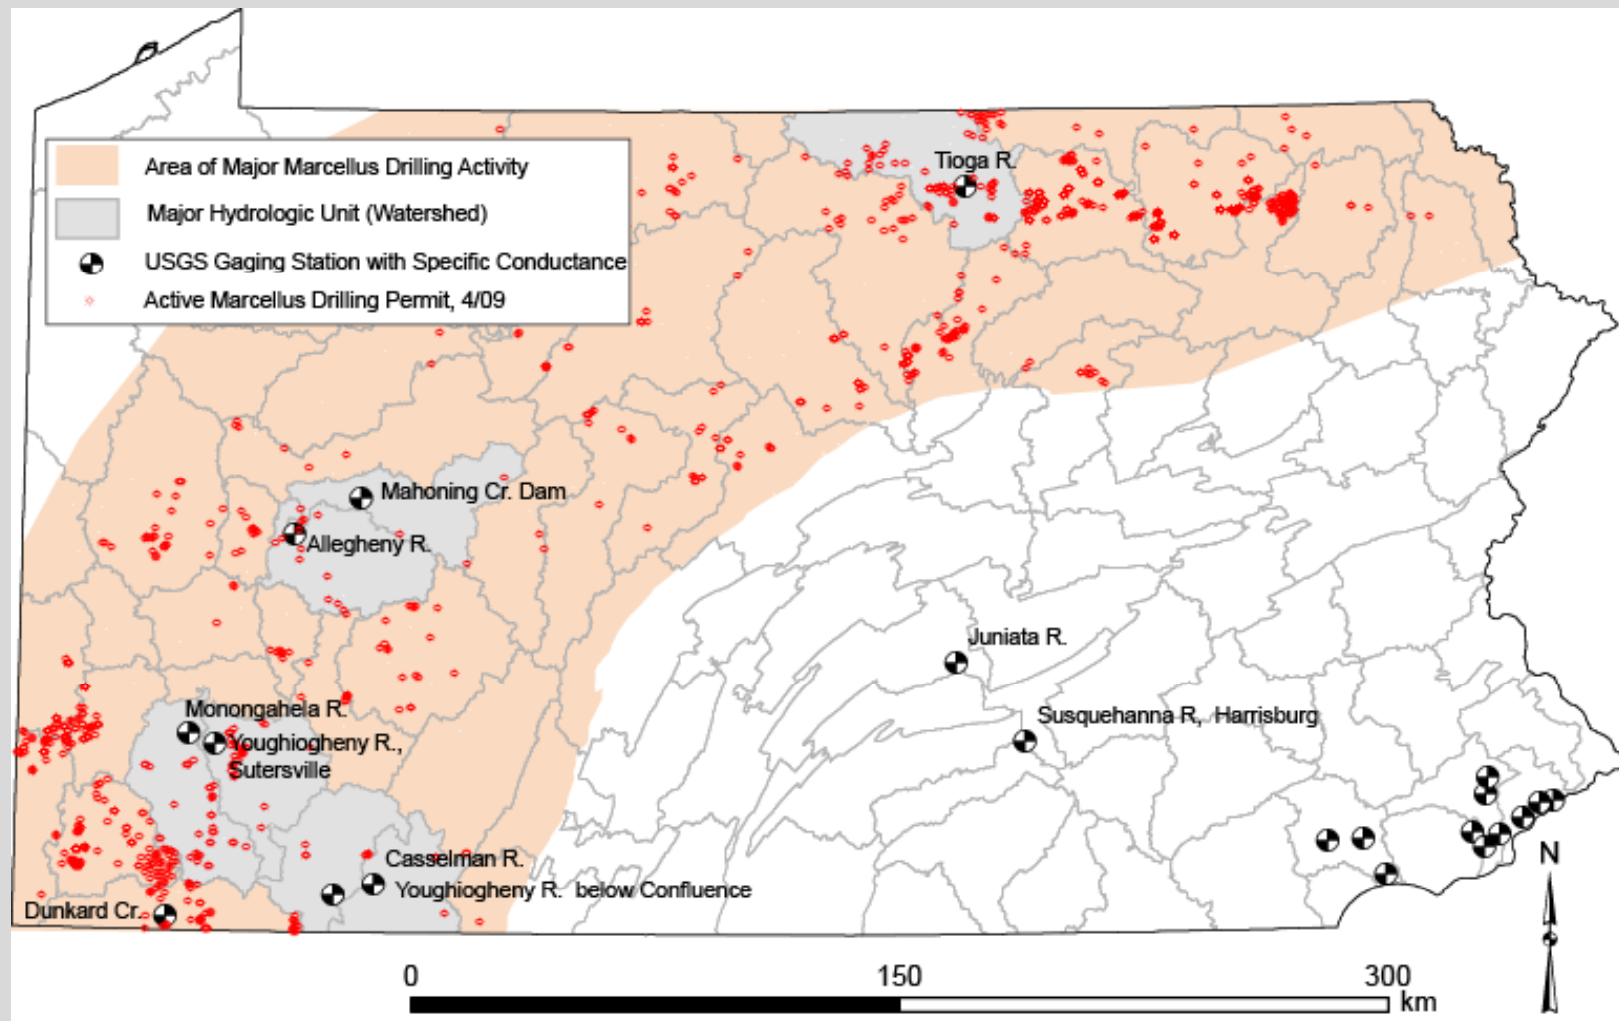 Tioga R.
Area of Major Marcellus Drilling Activity
Major Hydrologic Unit (Watershed)
USGS Gaging Station with Specific Conductance
Active Marcellus Drilling Permit, 4/09
Mahoning Cr. Dam
Allegheny R.
Juniata R.
Monongahela R.
Susquehanna R, Harrisburg
Youghiogheny R.,
Sutersville
Casselman R.
Youghiogheny R. below Confluence
Dunkard Cr.
N
0 150 300
km